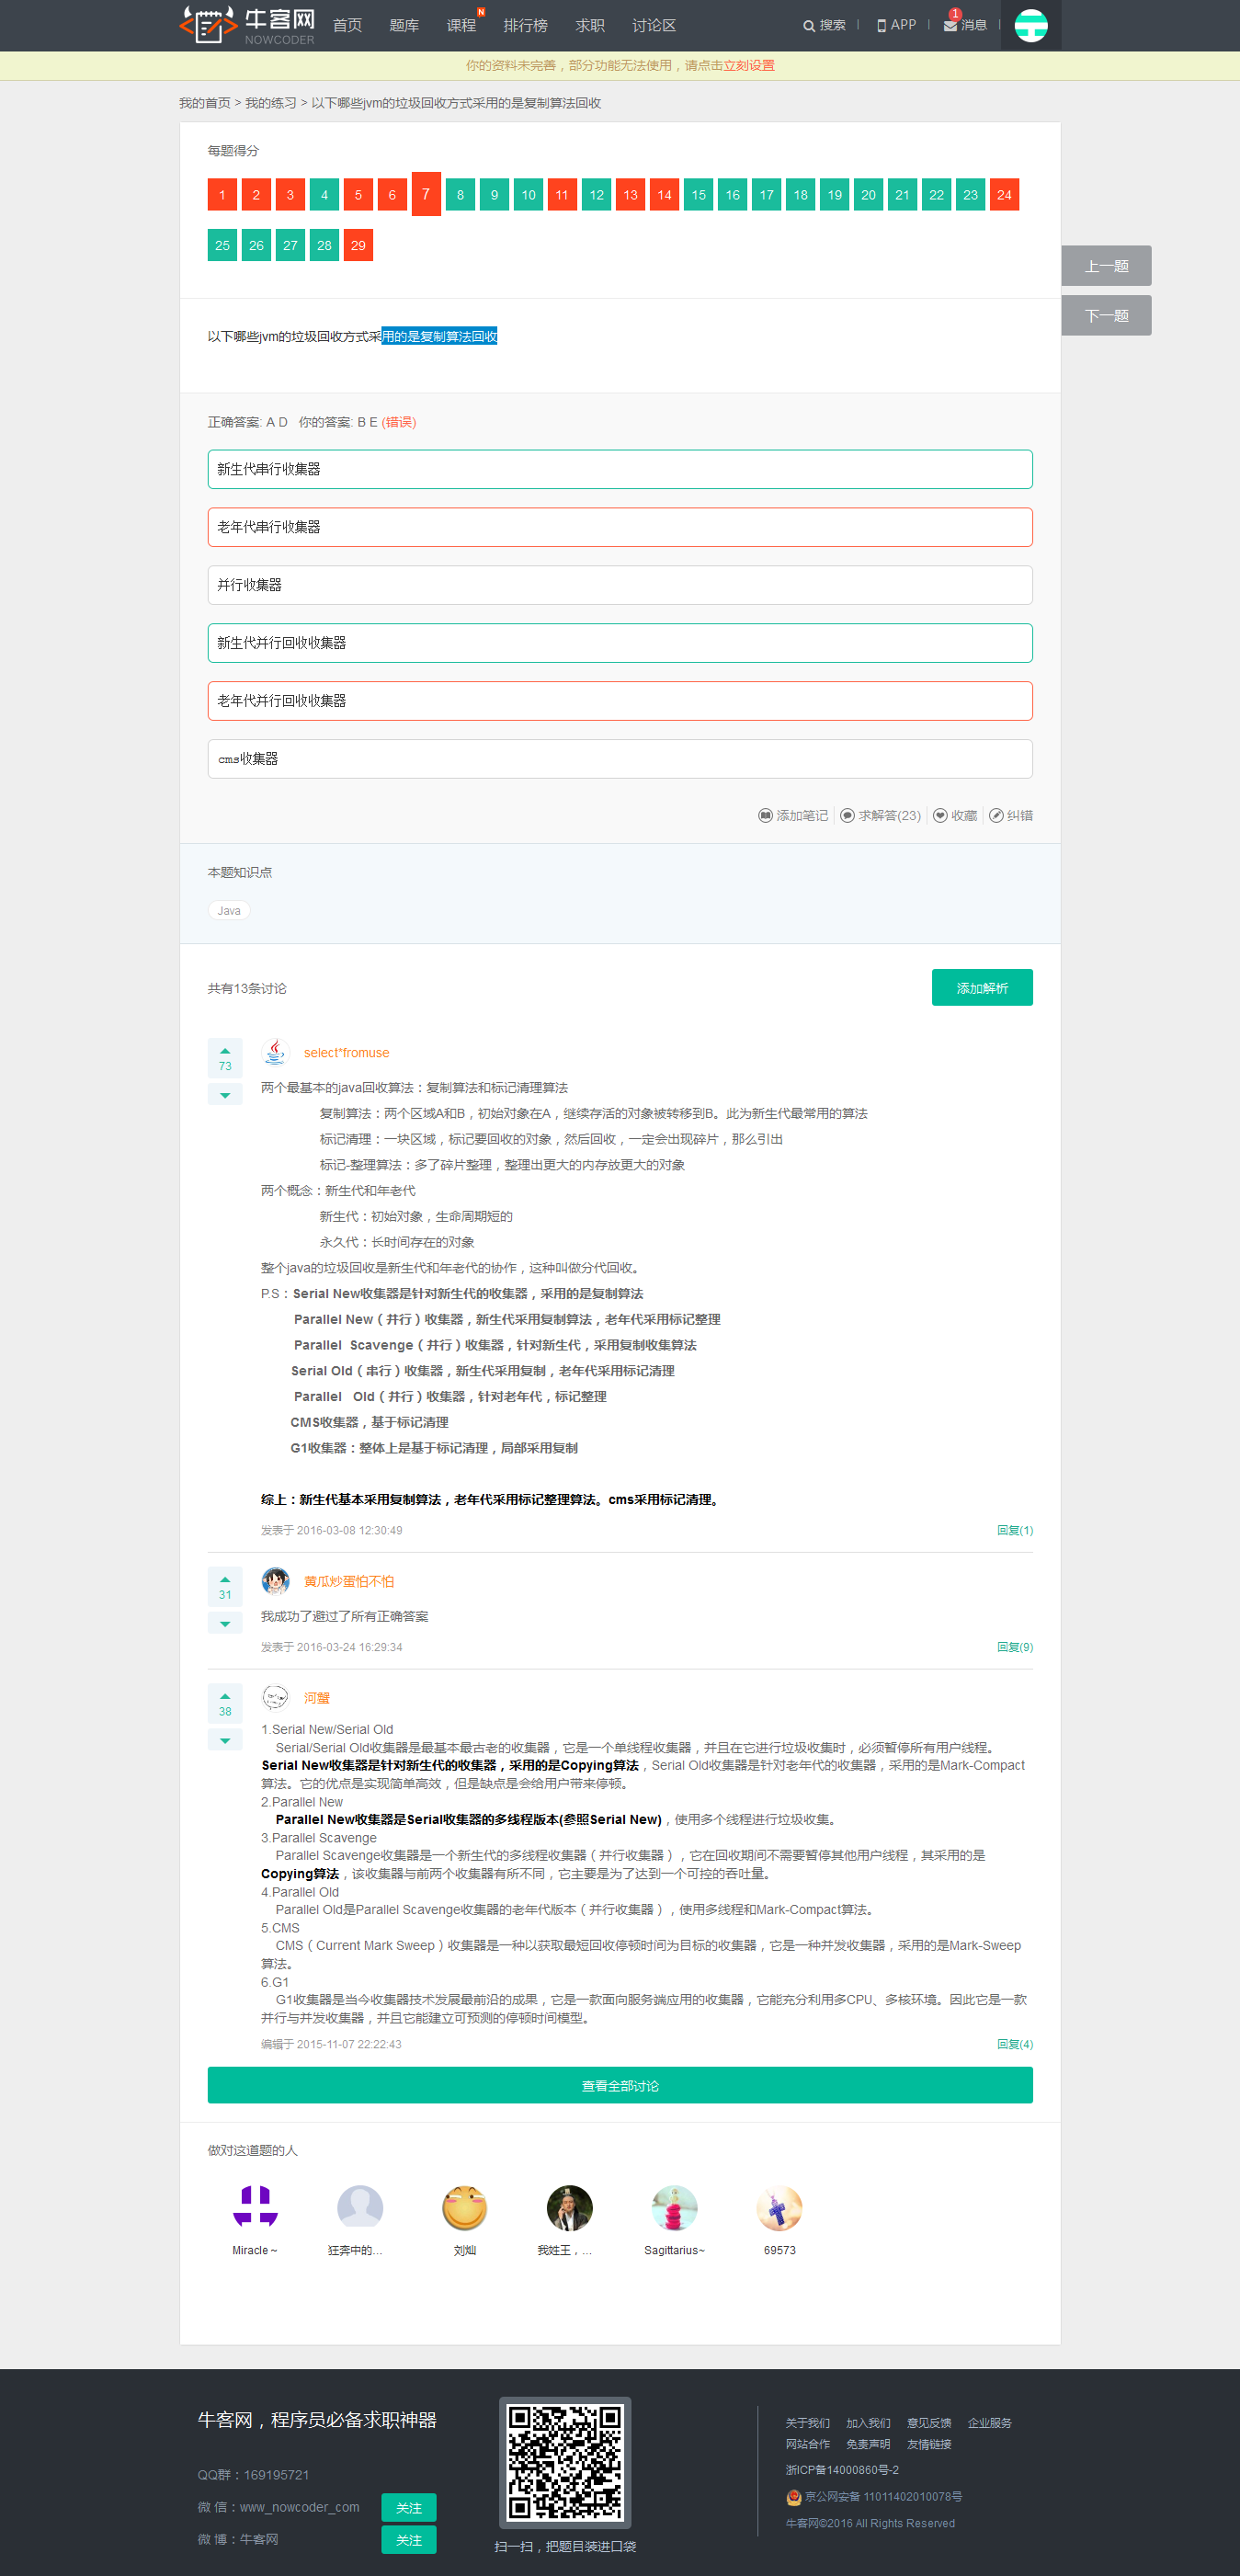 牛客网
NOWCODER
首页 题库 课程 N 排行榜 求职 讨论区 搜索 APP 消息 1
你的资料未完善，部分功能无法使用，请点击立刻设置
我的首页 > 我的练习 > 以下哪些jvm的垃圾回收方式采用的是复制算法回收
每题得分
1 2 3 4 5 6 7 8 9 10 11 12 13 14 15 16 17 18 19 20 21 22 23 24
25 26 27 28 29
上一题
下一题
以下哪些jvm的垃圾回收方式采用的是复制算法回收
正确答案: A D 你的答案: B E (错误)
新生代串行收集器
老年代串行收集器
并行收集器
新生代并行回收收集器
老年代并行回收收集器
cms收集器
添加笔记 求解答(23) 收藏 纠错
本题知识点
Java
共有13条讨论
添加解析
73
select*fromuse
两个最基本的java回收算法：复制算法和标记清理算法
复制算法：两个区域A和B，初始对象在A，继续存活的对象被转移到B。此为新生代最常用的算法
标记清理：一块区域，标记要回收的对象，然后回收，一定会出现碎片，那么引出
标记-整理算法：多了碎片整理，整理出更大的内存放更大的对象
两个概念：新生代和年老代
新生代：初始对象，生命周期短的
永久代：长时间存在的对象
整个java的垃圾回收是新生代和年老代的协作，这种叫做分代回收。
P.S：Serial New收集器是针对新生代的收集器，采用的是复制算法
Parallel New（并行）收集器，新生代采用复制算法，老年代采用标记整理
Parallel Scavenge（并行）收集器，针对新生代，采用复制收集算法
Serial Old（串行）收集器，新生代采用复制，老年代采用标记清理
Parallel Old（并行）收集器，针对老年代，标记整理
CMS收集器，基于标记清理
G1收集器：整体上是基于标记清理，局部采用复制
综上：新生代基本采用复制算法，老年代采用标记整理算法。cms采用标记清理。
发表于 2016-03-08 12:30:49 回复(1)
31
黄瓜炒蛋怕不怕
我成功了避过了所有正确答案
发表于 2016-03-24 16:29:34 回复(9)
38
河蟹
1.Serial New/Serial Old
Serial/Serial Old收集器是最基本最古老的收集器，它是一个单线程收集器，并且在它进行垃圾收集时，必须暂停所有用户线程。
Serial New收集器是针对新生代的收集器，采用的是Copying算法，Serial Old收集器是针对老年代的收集器，采用的是Mark-Compact
算法。它的优点是实现简单高效，但是缺点是会给用户带来停顿。
2.Parallel New
Parallel New收集器是Serial收集器的多线程版本(参照Serial New)，使用多个线程进行垃圾收集。
3.Parallel Scavenge
Parallel Scavenge收集器是一个新生代的多线程收集器（并行收集器），它在回收期间不需要暂停其他用户线程，其采用的是
Copying算法，该收集器与前两个收集器有所不同，它主要是为了达到一个可控的吞吐量。
4.Parallel Old
Parallel Old是Parallel Scavenge收集器的老年代版本（并行收集器），使用多线程和Mark-Compact算法。
5.CMS
CMS（Current Mark Sweep）收集器是一种以获取最短回收停顿时间为目标的收集器，它是一种并发收集器，采用的是Mark-Sweep
算法。
6.G1
G1收集器是当今收集器技术发展最前沿的成果，它是一款面向服务端应用的收集器，它能充分利用多CPU、多核环境。因此它是一款
并行与并发收集器，并且它能建立可预测的停顿时间模型。
编辑于 2015-11-07 22:22:43 回复(4)
查看全部讨论
做对这道题的人
Miracle～ 狂奔中的... 刘灿 我姓王，... Sagittarius~ 69573
牛客网，程序员必备求职神器
QQ群：169195721
微 信：www_nowcoder_com 关注
微 博：牛客网 关注
扫一扫，把题目装进口袋
关于我们 加入我们 意见反馈 企业服务
网站合作 免责声明 友情链接
浙ICP备14000860号-2
京公网安备 11011402010078号
牛客网©2016 All Rights Reserved